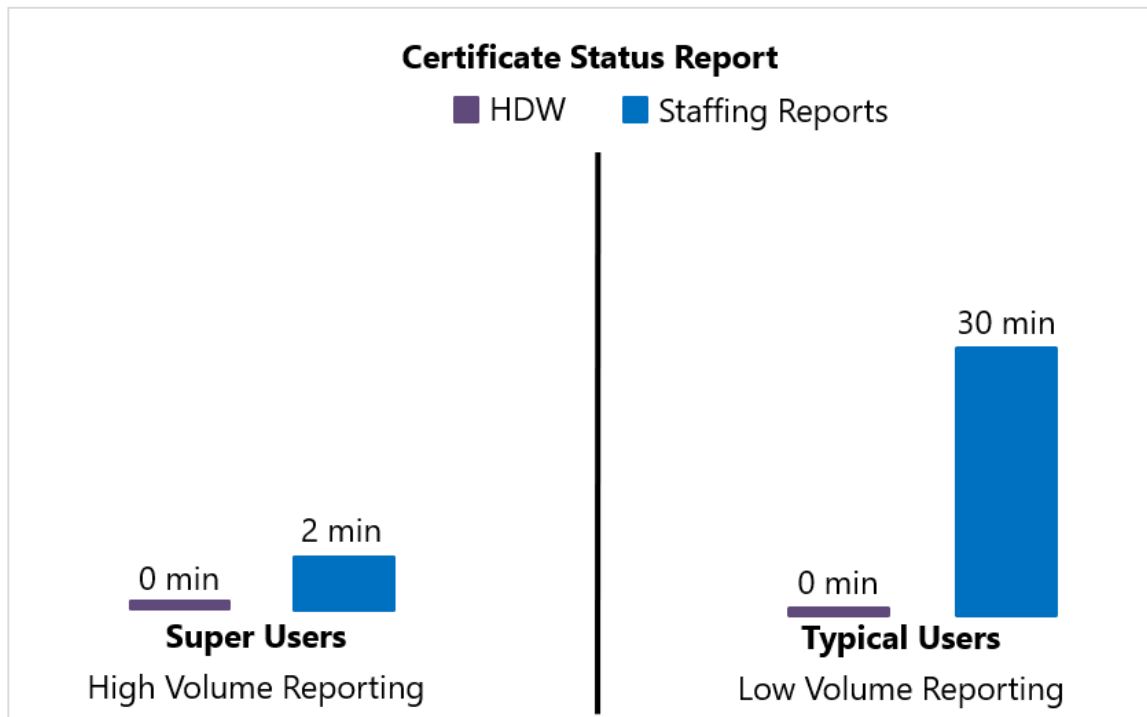 Certificate Status Report
HDW Staffing Reports
0 min
2 min
Super Users
High Volume Reporting
0 min
30 min
Typical Users
Low Volume Reporting